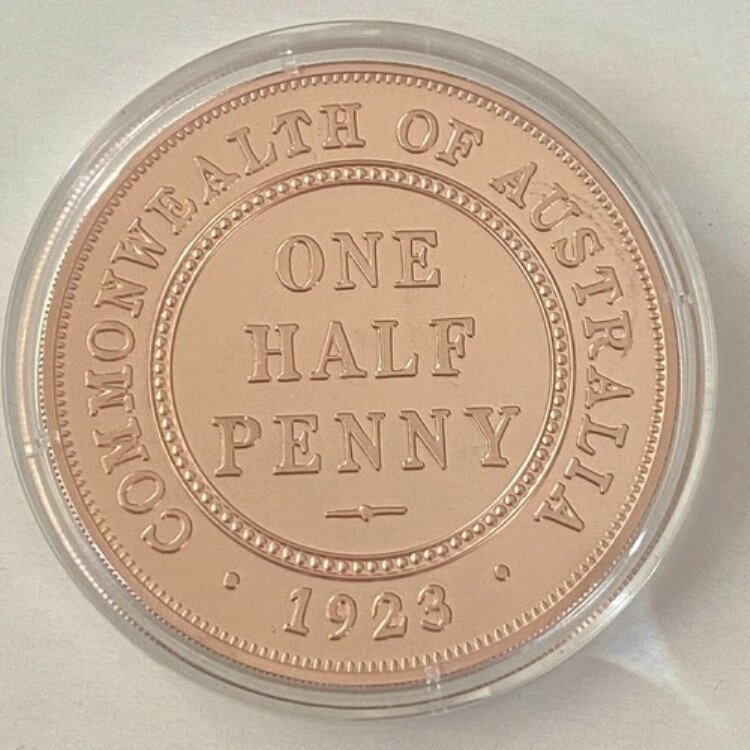 COMMONWEALTH OF AUSTRALIA
ONE
HALF
PENNY
1923